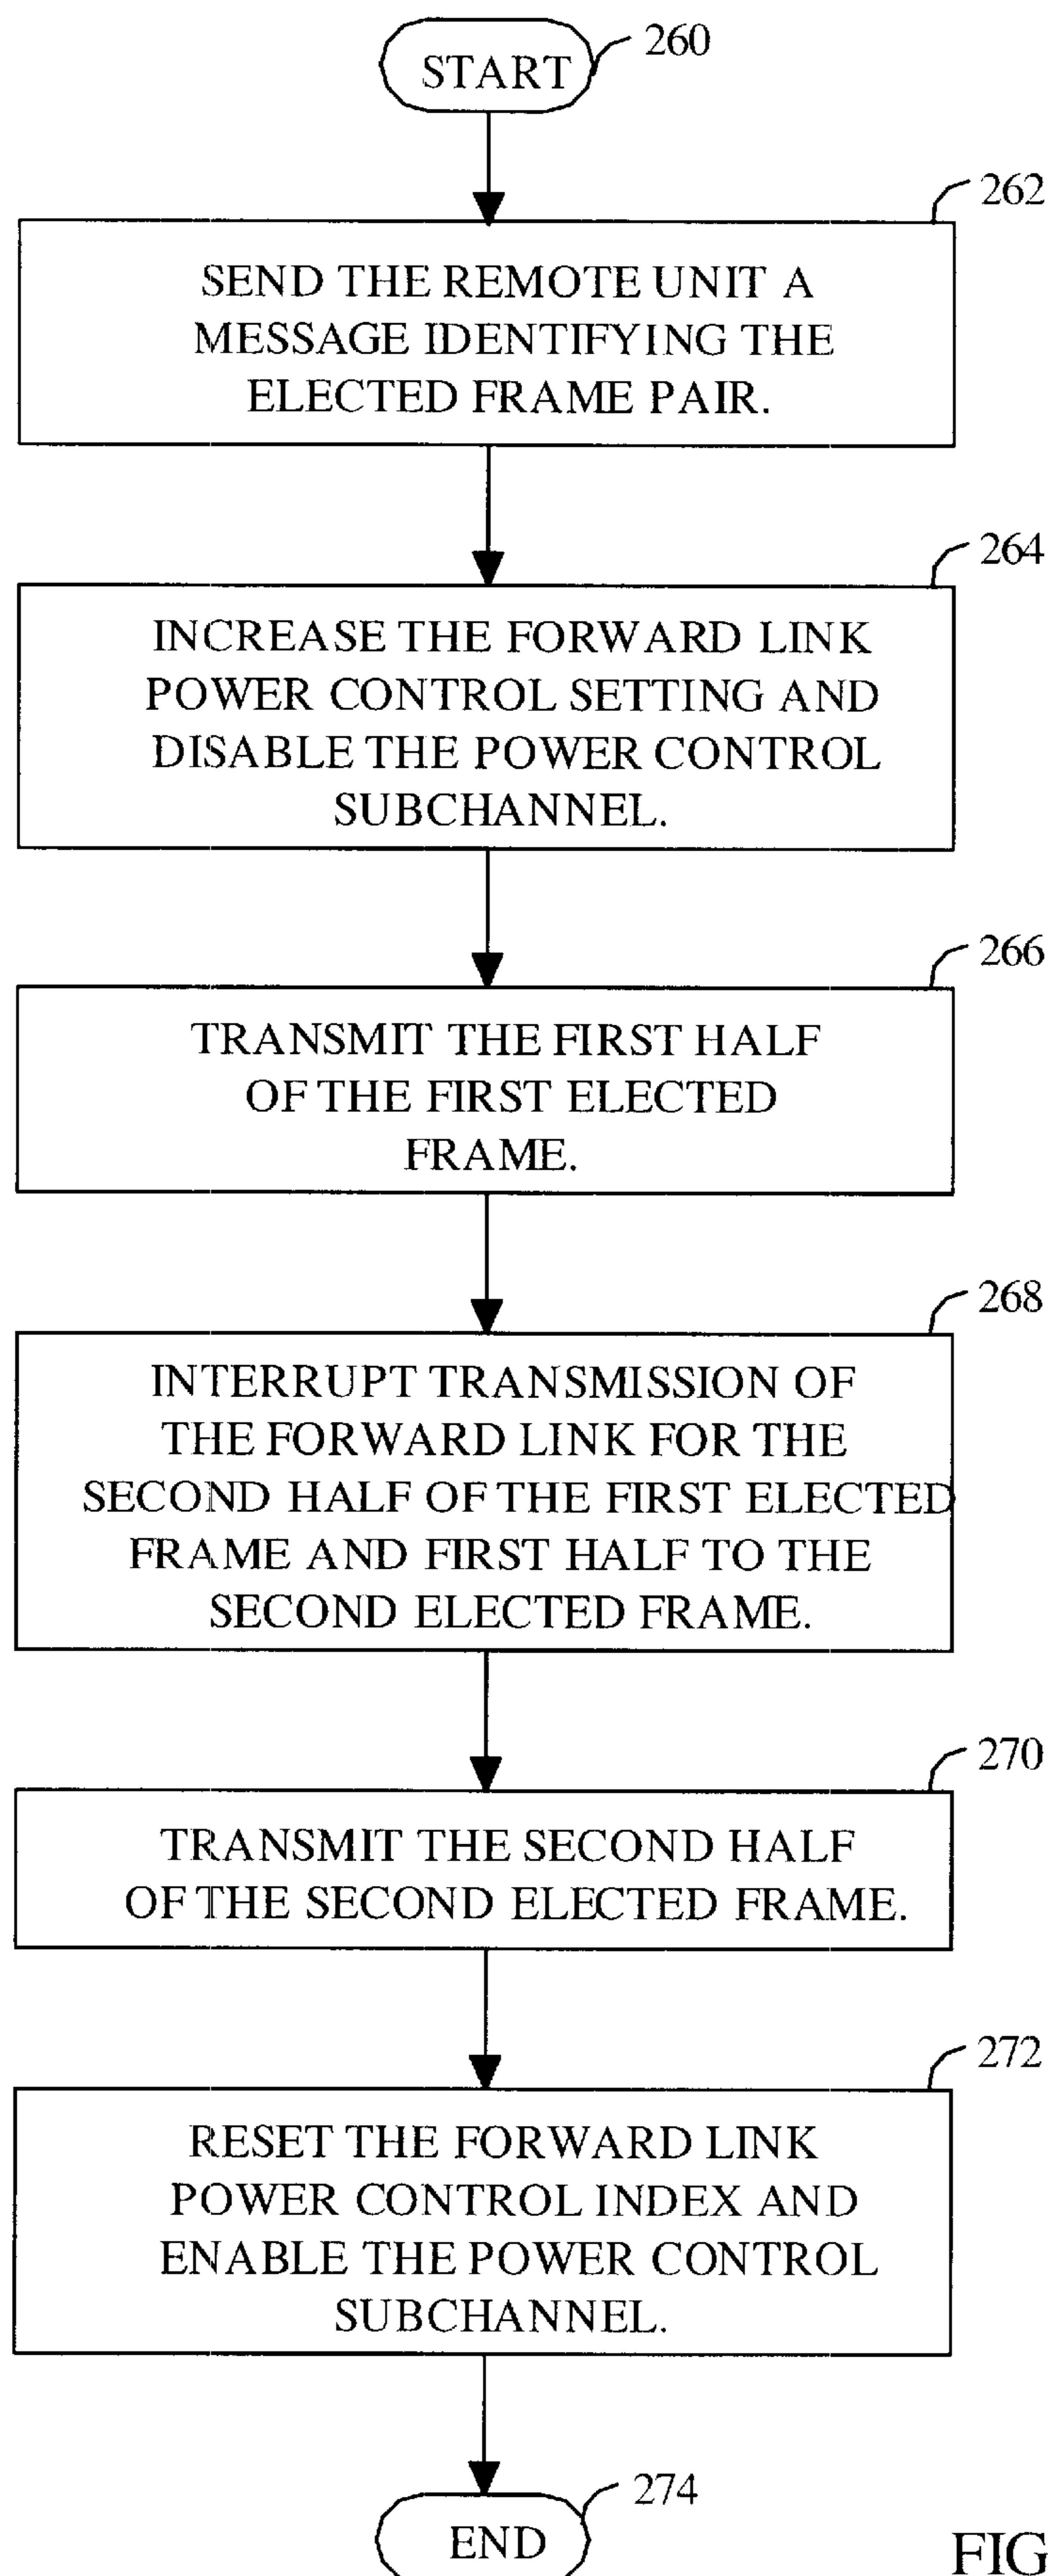 START
260
262
SEND THE REMOTE UNIT A
MESSAGE IDENTIFYING THE
ELECTED FRAME PAIR.
264
INCREASE THE FORWARD LINK
POWER CONTROL SETTING AND
DISABLE THE POWER CONTROL
SUBCHANNEL.
266
TRANSMIT THE FIRST HALF
OF THE FIRST ELECTED
FRAME.
268
INTERRUPT TRANSMISSION OF
THE FORWARD LINK FOR THE
SECOND HALF OF THE FIRST ELECTED
FRAME AND FIRST HALF TO THE
SECOND ELECTED FRAME.
270
TRANSMIT THE SECOND HALF
OF THE SECOND ELECTED FRAME.
272
RESET THE FORWARD LINK
POWER CONTROL INDEX AND
ENABLE THE POWER CONTROL
SUBCHANNEL.
274
END
FIG